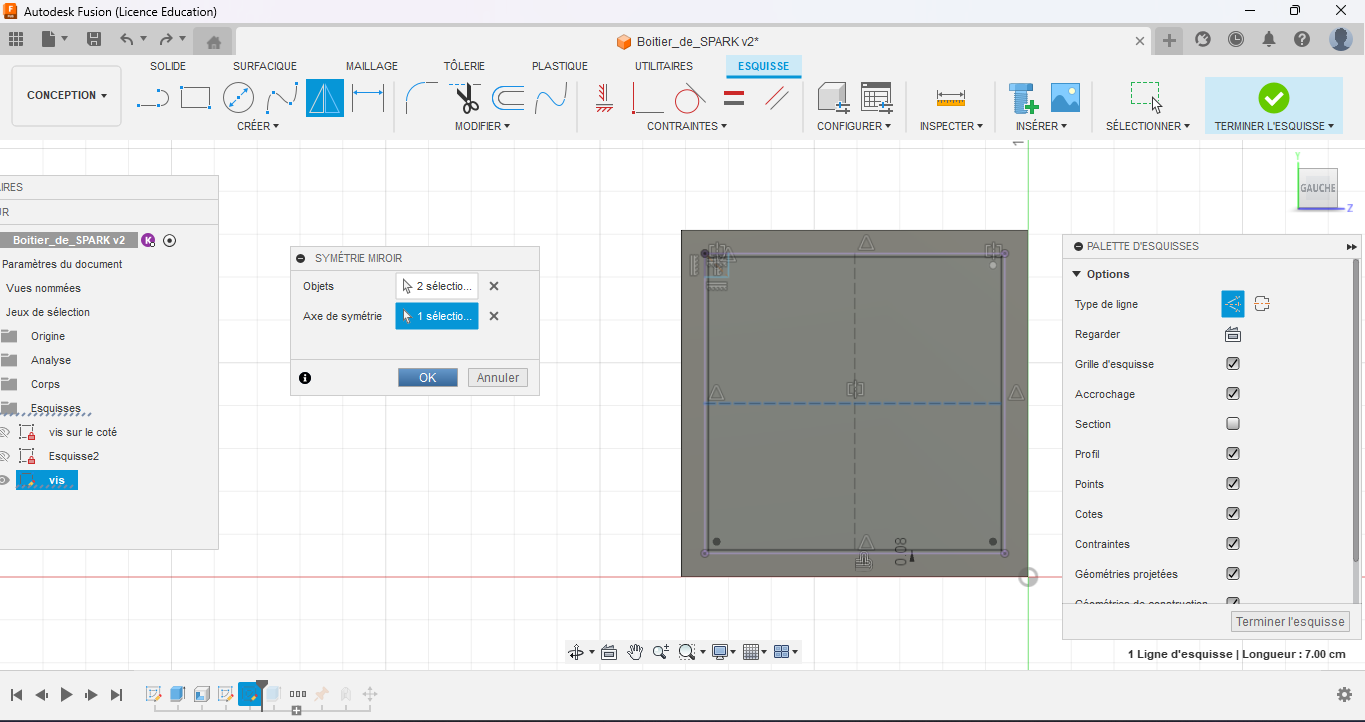 Autodesk Fusion (Licence Education)
Boitier_de_SPARK v2*
SOLIDE SURFACIQUE MAILLAGE TÔLERIE PLASTIQUE UTILITAIRES ESQUISSE
CONCEPTION
CRÉER MODIFIER CONTRAINTES CONFIGURER INSPECTER INSÉRER SÉLECTIONNER TERMINER L'ESQUISSE
IRES
UR
Boitier_de_SPARK v2 K
Paramètres du document
Vues nommées
Jeux de sélection
Origine
Analyse
Corps
Esquisses
vis sur le coté
Esquisse2
vis
SYMÉTRIE MIROIR
Objets 2 sélectio...
Axe de symétrie 1 sélectio...
OK Annuler
0.08
1
Y
GAUCHE
Z
PALETTE D'ESQUISSES
Options
Type de ligne
Regarder
Grille d'esquisse
Accrochage
Section
Profil
Points
Cotes
Contraintes
Géométries projetées
Géométries de construction
Terminer l'esquisse
1 Ligne d'esquisse | Longueur : 7.00 cm